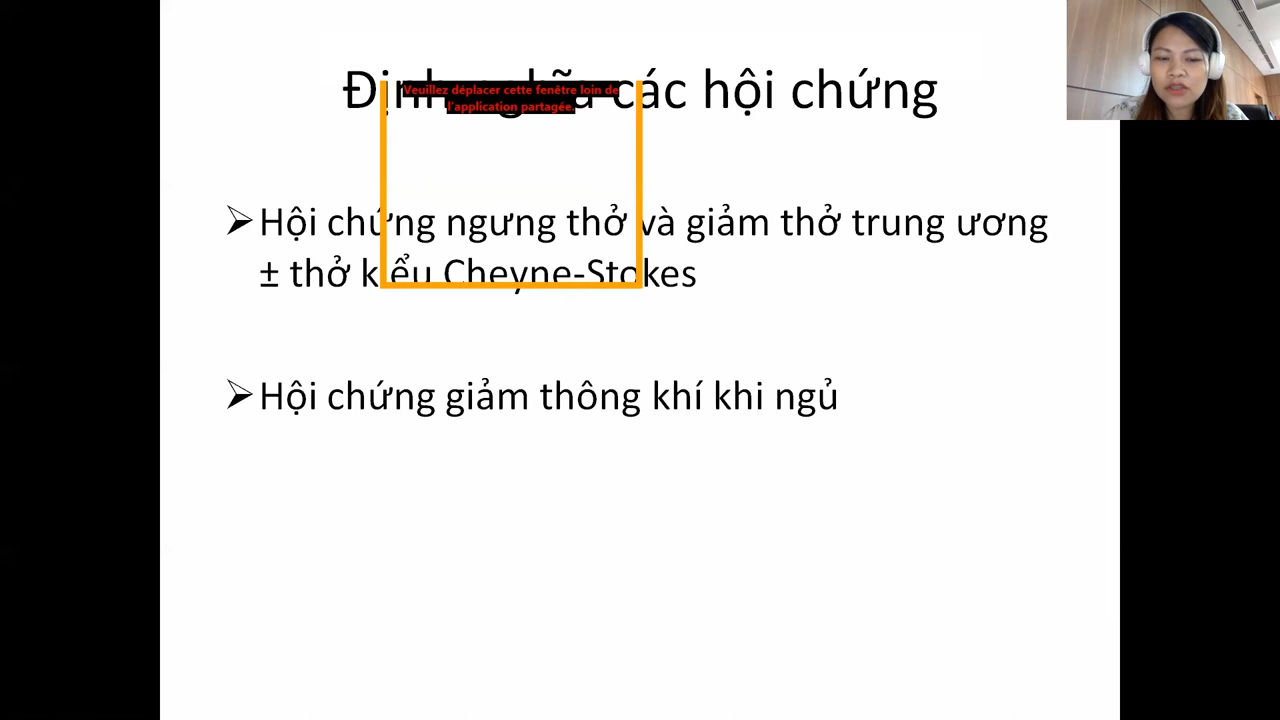 Định nghĩa các hội chứng
Veuillez déplacer cette fenêtre loin de
l'application partagée.
➢Hội chứng ngưng thở và giảm thở trung ương
± thở kiểu Cheyne-Stokes
➢Hội chứng giảm thông khí khi ngủ